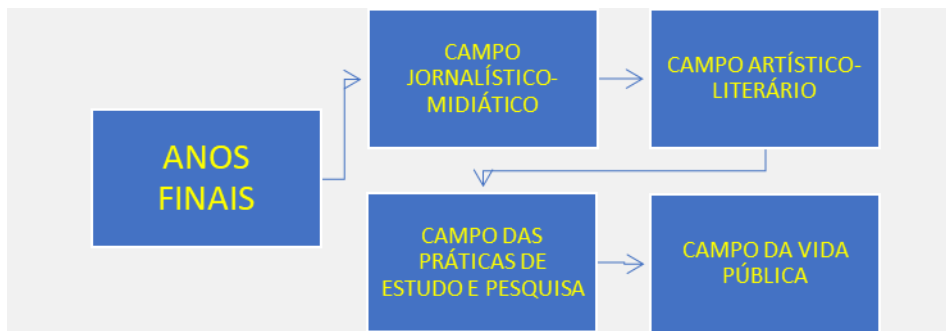 ANOS
FINAIS
CAMPO
JORNALÍSTICO-
MIDIÁTICO
CAMPO ARTÍSTICO-
LITERÁRIO
CAMPO DAS
PRÁTICAS DE
ESTUDO E PESQUISA
CAMPO DA VIDA
PÚBLICA